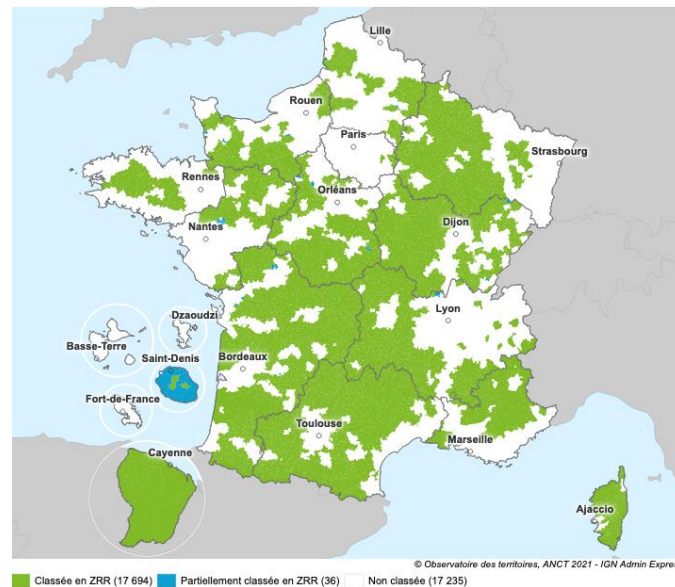 Lille
Rouen
Paris
Strasbourg
Rennes
Orléans
Nantes
Dijon
Dzaoudzi
Lyon
Basse-Terre
Saint-Denis
Bordeaux
Fort-de-France
Toulouse
Marseille
Cayenne
Ajaccio
© Observatoire des territoires, ANCT 2021 - IGN Admin Expre
Classée en ZRR (17 694) Partiellement classée en ZRR (36) Non classée (17 235)